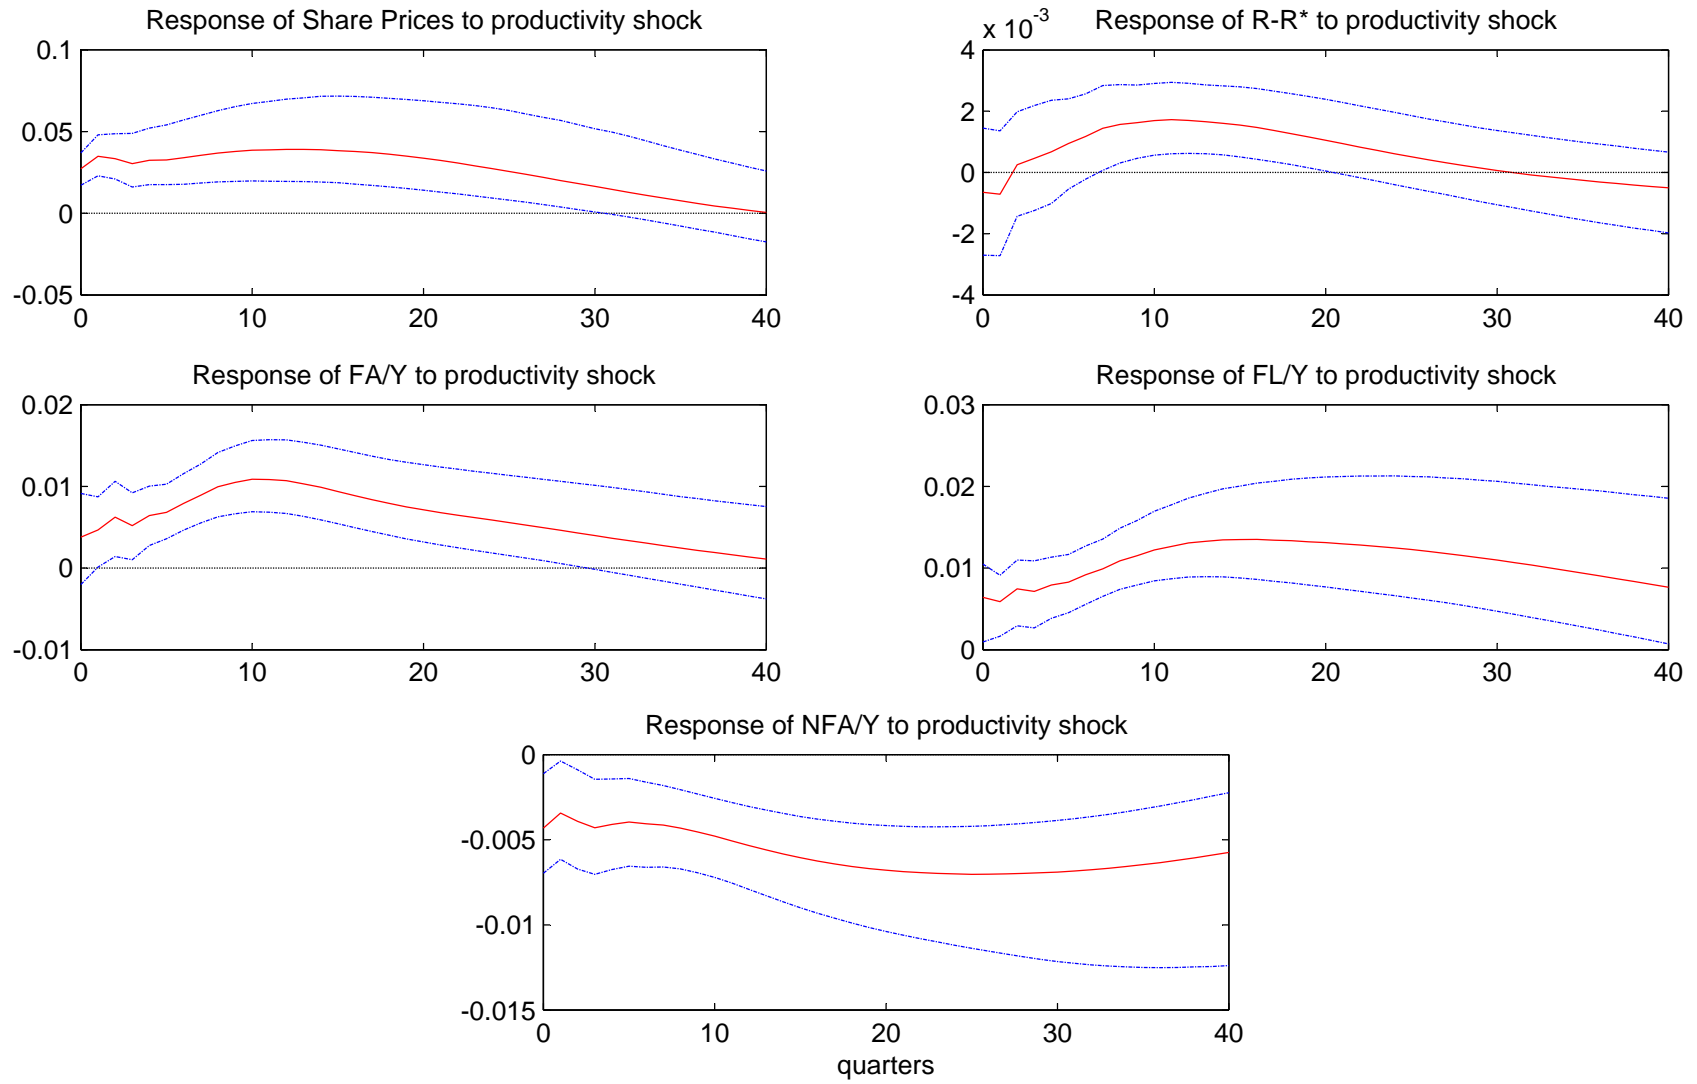 Response of Share Prices to productivity shock
0.1
0.05
0
-0.05
0 10 20 30 40
Response of R-R* to productivity shock
x 10-3
4
2
0
-2
-4
0 10 20 30 40
Response of FA/Y to productivity shock
0.02
0.01
0
-0.01
0 10 20 30 40
Response of FL/Y to productivity shock
0.03
0.02
0.01
0
0 10 20 30 40
Response of NFA/Y to productivity shock
0
-0.005
-0.01
-0.015
0 10 20 30 40
quarters